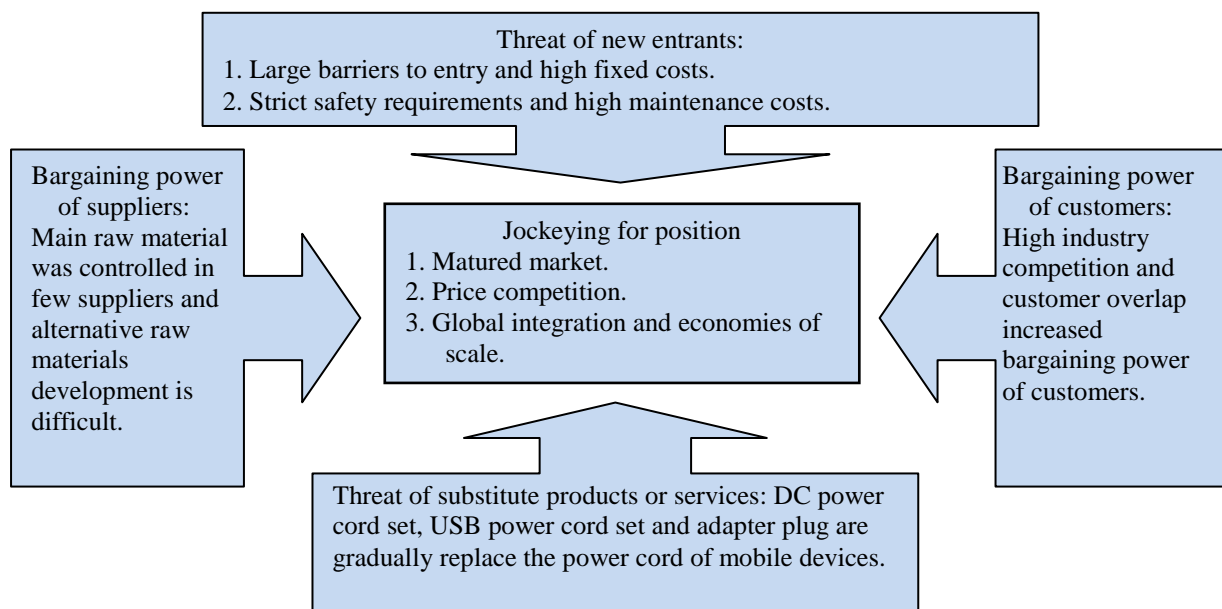 Threat of new entrants:
1. Large barriers to entry and high fixed costs.
2. Strict safety requirements and high maintenance costs.
Bargaining power
of suppliers:
Main raw material
was controlled in
few suppliers and
alternative raw
materials
development is
difficult.
Jockeying for position
1. Matured market.
2. Price competition.
3. Global integration and economies of
scale.
Bargaining power
of customers:
High industry
competition and
customer overlap
increased
bargaining power
of customers.
Threat of substitute products or services: DC power
cord set, USB power cord set and adapter plug are
gradually replace the power cord of mobile devices.